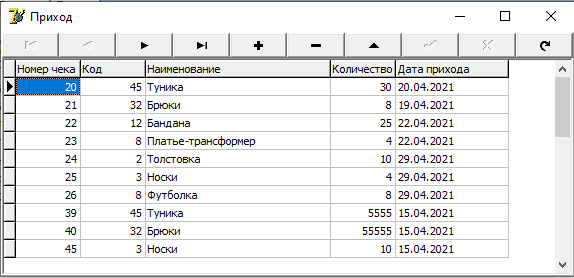 Приход
Номер чека Код Наименование Количество Дата прихода
20 45 Туника 30 20.04.2021
21 32 Брюки 8 19.04.2021
22 12 Бандана 25 22.04.2021
23 8 Платье-трансформер 4 22.04.2021
24 2 Толстовка 10 29.04.2021
25 3 Носки 4 29.04.2021
26 8 Футболка 8 29.04.2021
39 45 Туника 5555 15.04.2021
40 32 Брюки 55555 15.04.2021
45 3 Носки 10 15.04.2021